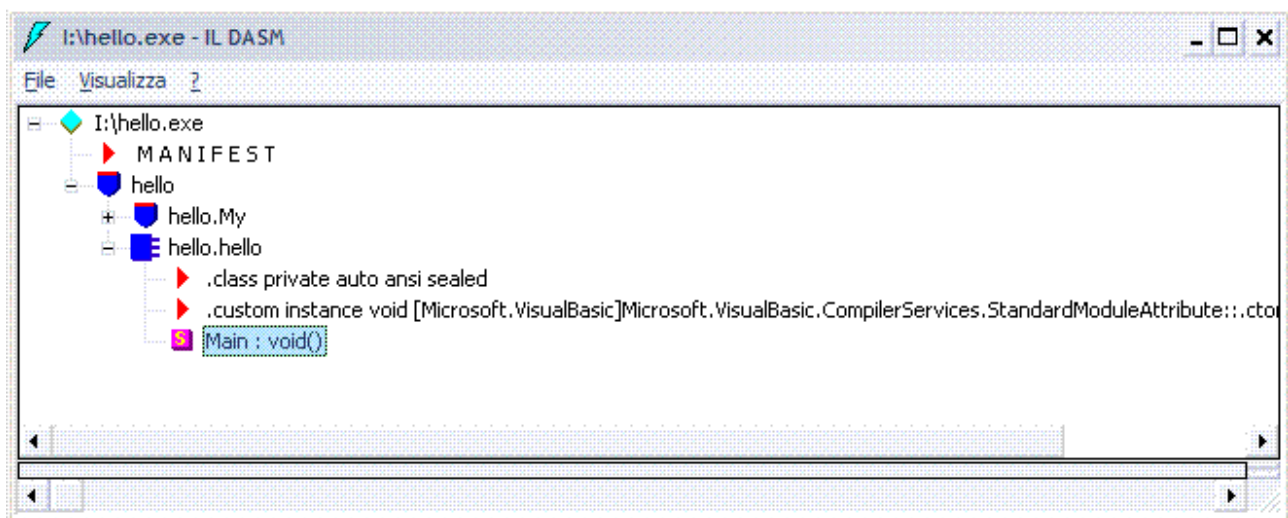 I:\hello.exe - IL DASM
File Visualizza ?
I:\hello.exe
M A N I F E S T
hello
hello.My
hello.hello
.class private auto ansi sealed
.custom instance void [Microsoft.VisualBasic]Microsoft.VisualBasic.CompilerServices.StandardModuleAttribute::.ctor
S Main : void()